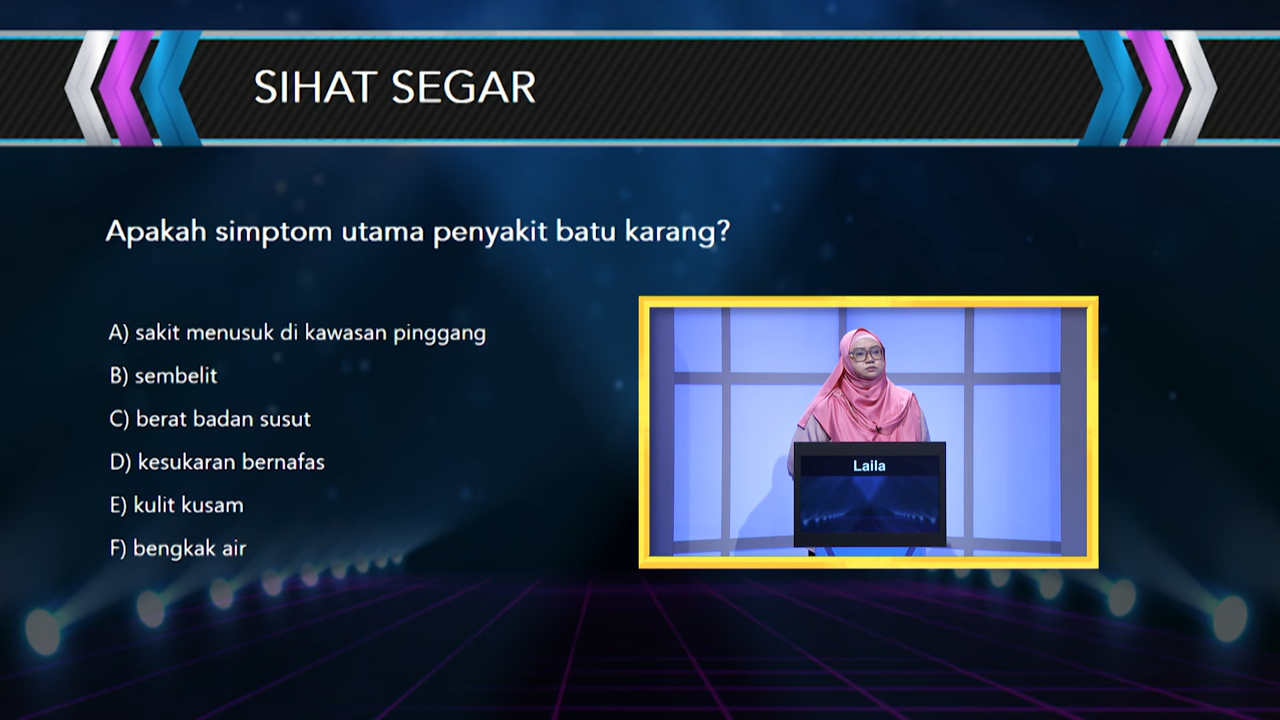 SIHAT SEGAR
Apakah simptom utama penyakit batu karang?
A) sakit menusuk di kawasan pinggang
B) sembelit
C) berat badan susut
D) kesukaran bernafas
E) kulit kusam
F) bengkak air
Laila